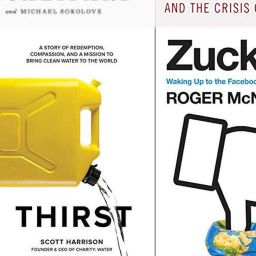 and MICHAEL SOKOLOVE
A STORY OF REDEMPTION,
COMPASSION, AND A MISSION TO
BRING CLEAN WATER TO THE WORLD
THIRST
SCOTT HARRISON
FOUNDER & CEO OF CHARITY: WATER
AND THE CRISIS
Zuck
Waking Up to the Facebo
ROGER McN